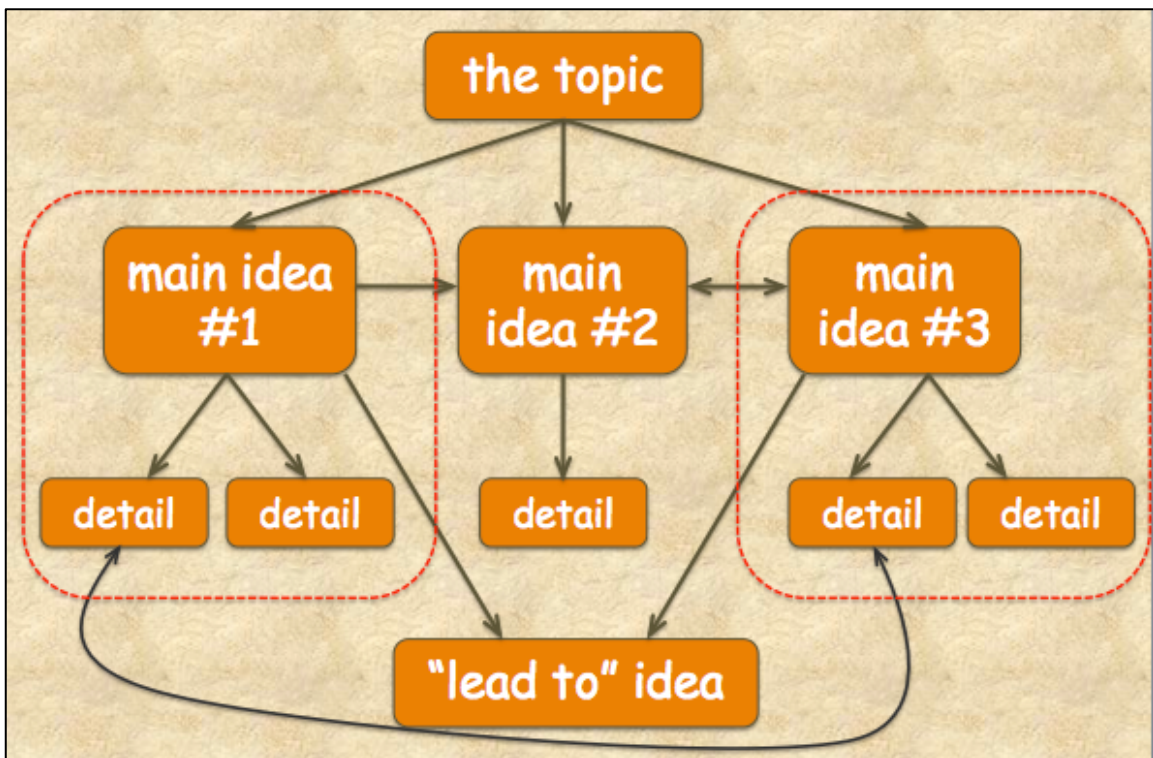 the topic
main idea
#1
main
idea #2
main
idea #3
detail
detail
detail
detail
detail
“lead to” idea